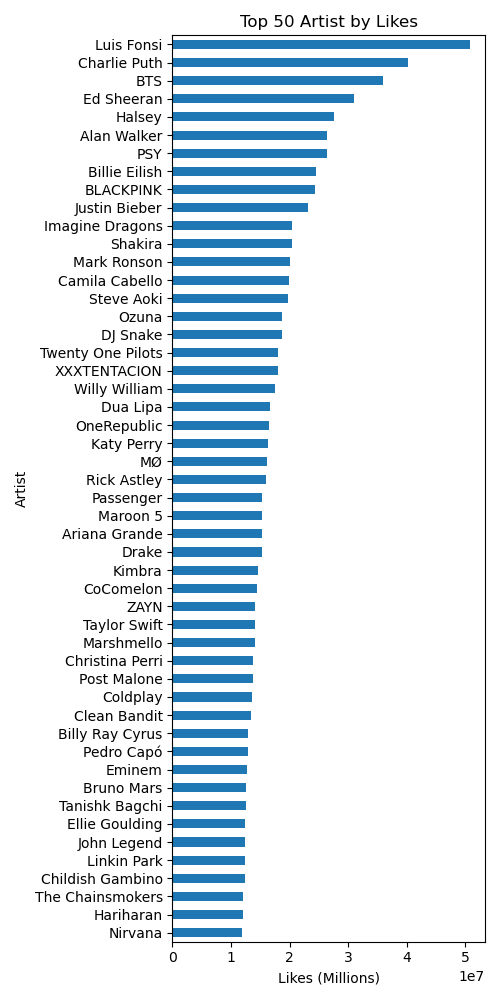 Top 50 Artist by Likes
Luis Fonsi
Charlie Puth
BTS
Ed Sheeran
Halsey
Alan Walker
PSY
Billie Eilish
BLACKPINK
Justin Bieber
Imagine Dragons
Shakira
Mark Ronson
Camila Cabello
Steve Aoki
Ozuna
DJ Snake
Twenty One Pilots
XXXTENTACION
Willy William
Dua Lipa
OneRepublic
Katy Perry
MØ
Rick Astley
Passenger
Maroon 5
Ariana Grande
Drake
Kimbra
CoComelon
ZAYN
Taylor Swift
Marshmello
Christina Perri
Post Malone
Coldplay
Clean Bandit
Billy Ray Cyrus
Pedro Capó
Eminem
Bruno Mars
Tanishk Bagchi
Ellie Goulding
John Legend
Linkin Park
Childish Gambino
The Chainsmokers
Hariharan
Nirvana
Artist
0 1 2 3 4 5
1e7
Likes (Millions)